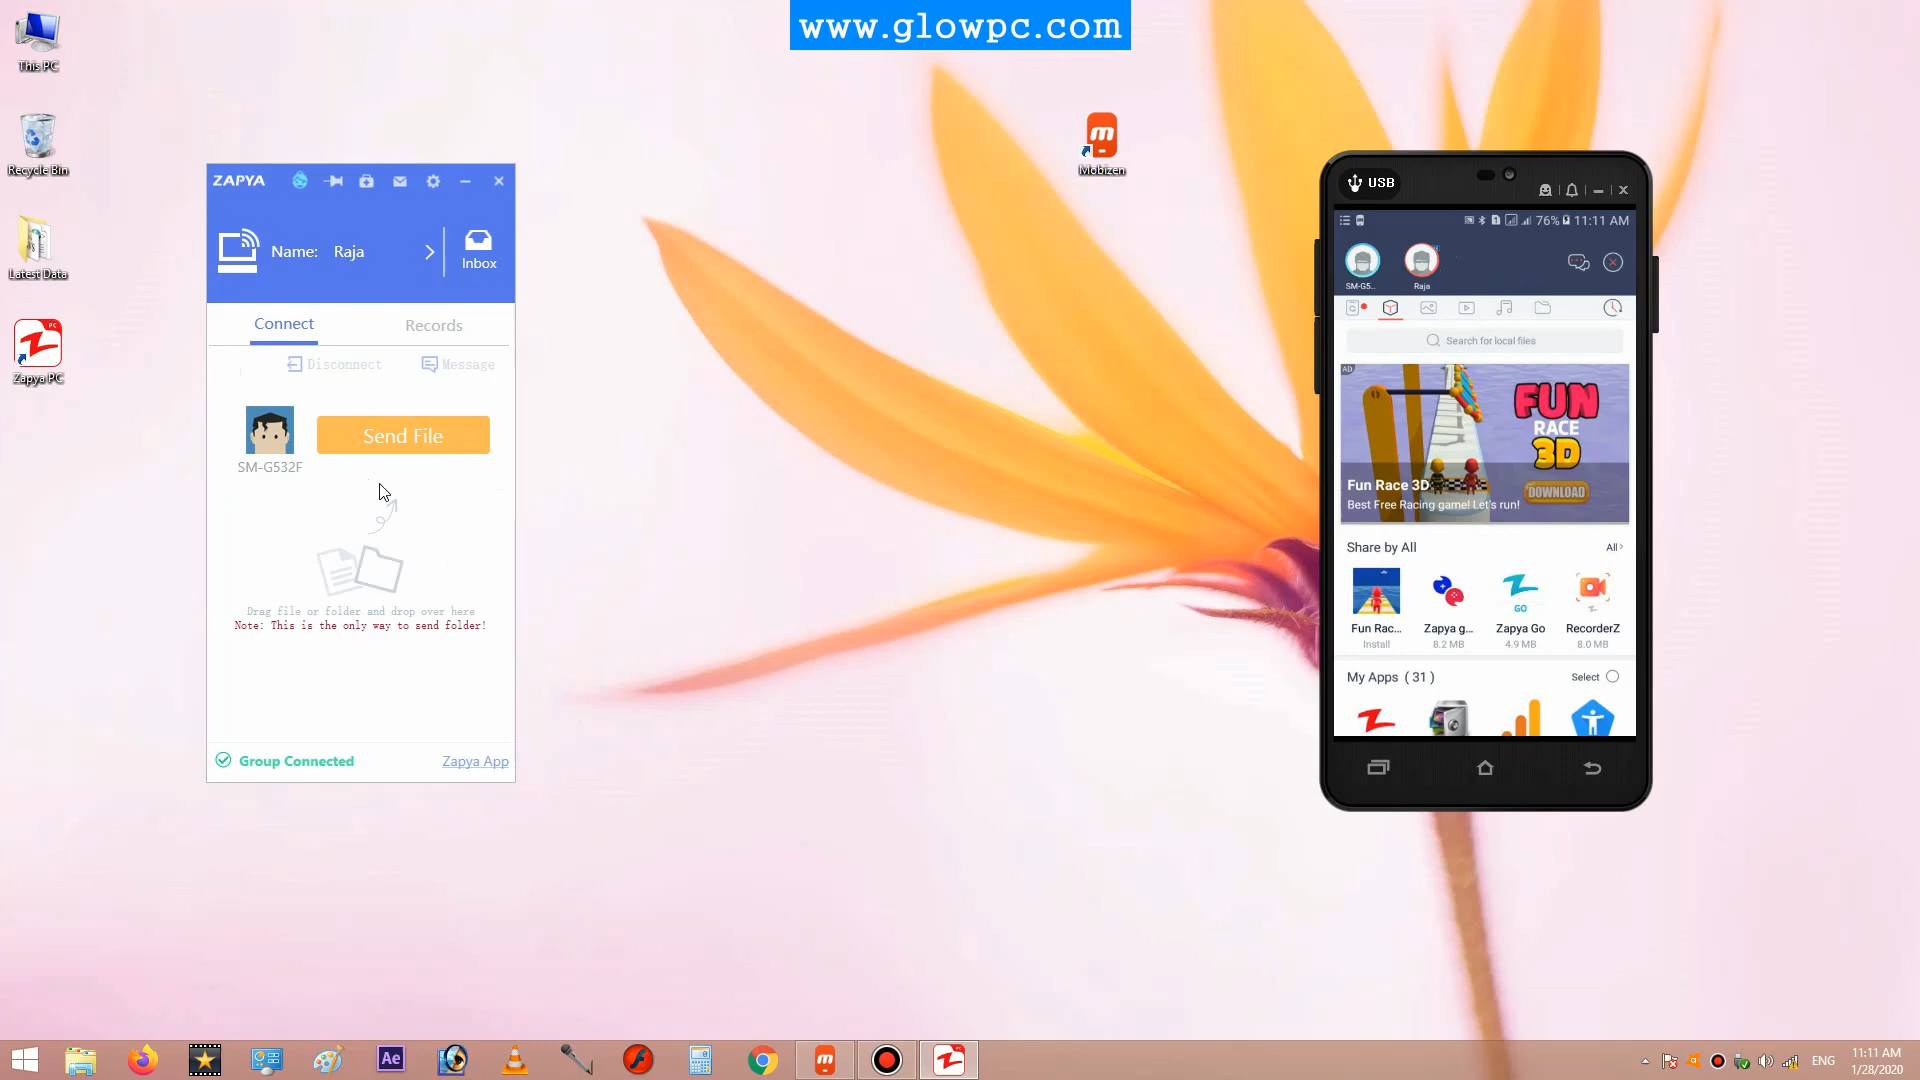 www.glowpc.com
This PC
Recycle Bin
Latest Data
Zapya PC
PC
Mobizen
ZAPYA
Name: Raja
Inbox
Connect
Records
Disconnect
Message
Send File
SM-G532F
Drag file or folder and drop over here
Note: This is the only way to send folder!
Group Connected
Zapya App
USB
76% 11:11 AM
SM-G5...
Raja
Search for local files
AD
FUN
RACE
3D
Fun Race 3D
DOWNLOAD
Best Free Racing game! Let's run!
Share by All
All
GO
Fun Rac...
Zapya g...
Zapya Go
RecorderZ
Install
8.2 MB
4.9 MB
8.0 MB
My Apps ( 31 )
Select
Ae
ENG
11:11 AM
1/28/2020